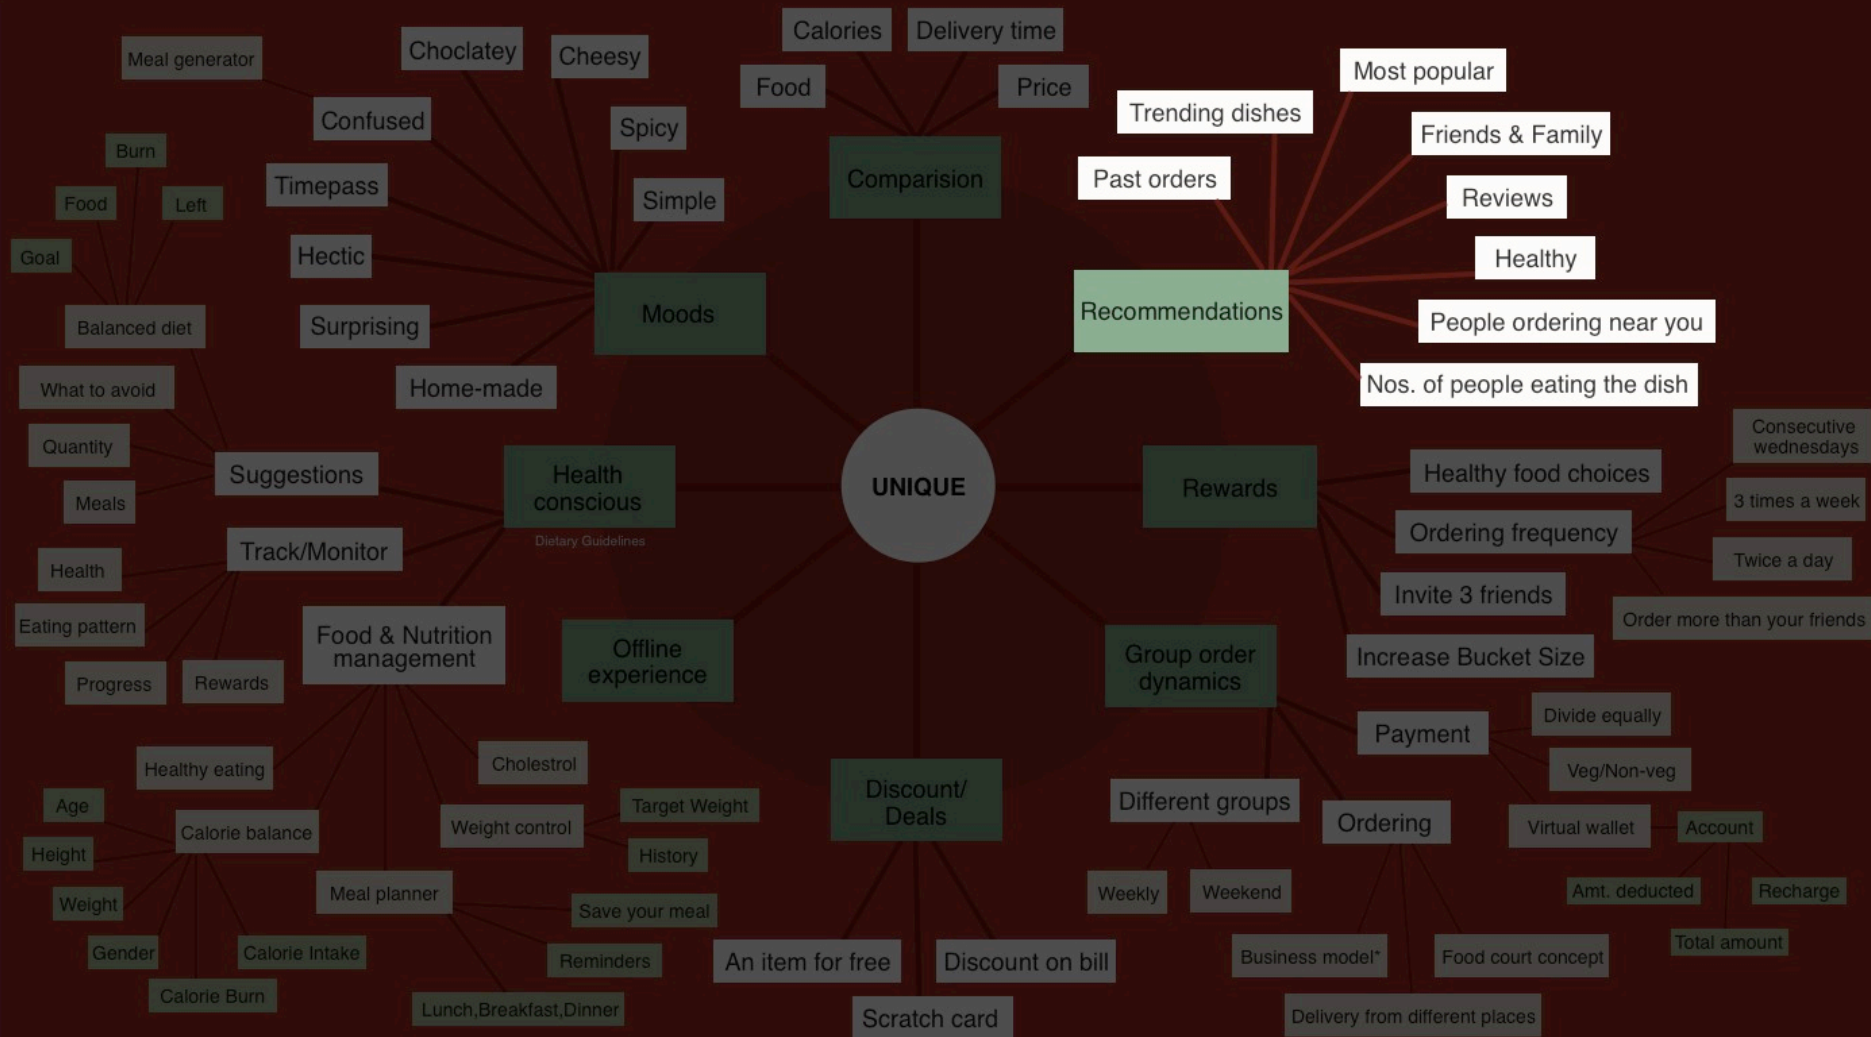 Calories
Delivery time
Food
Price
Comparision
Meal generator
Choclatey
Cheesy
Confused
Spicy
Timepass
Simple
Hectic
Surprising
Home-made
Moods
Most popular
Trending dishes
Friends & Family
Past orders
Reviews
Healthy
Recommendations
People ordering near you
Nos. of people eating the dish
Burn
Food
Left
Goal
Balanced diet
What to avoid
Quantity
Meals
Suggestions
Health
conscious
Dietary Guidelines
Track/Monitor
Health
Eating pattern
Progress
Rewards
Food & Nutrition
management
Healthy eating
Cholestrol
Age
Height
Weight
Gender
Calorie Burn
Calorie Intake
Calorie balance
Weight control
Target Weight
History
Meal planner
Save your meal
Reminders
Lunch,Breakfast,Dinner
UNIQUE
Rewards
Healthy food choices
Ordering frequency
Consecutive
wednesdays
3 times a week
Twice a day
Order more than your friends
Invite 3 friends
Increase Bucket Size
Offline
experience
Group order
dynamics
Payment
Divide equally
Veg/Non-veg
Virtual wallet
Account
Amt. deducted
Recharge
Total amount
Different groups
Weekly
Weekend
Ordering
Business model*
Food court concept
Delivery from different places
Discount/
Deals
An item for free
Discount on bill
Scratch card